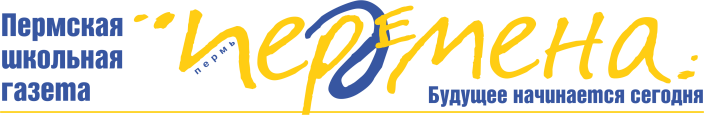 Пермская
школьная
газета
пермь
перЕмена
Будущее начинается сегодня